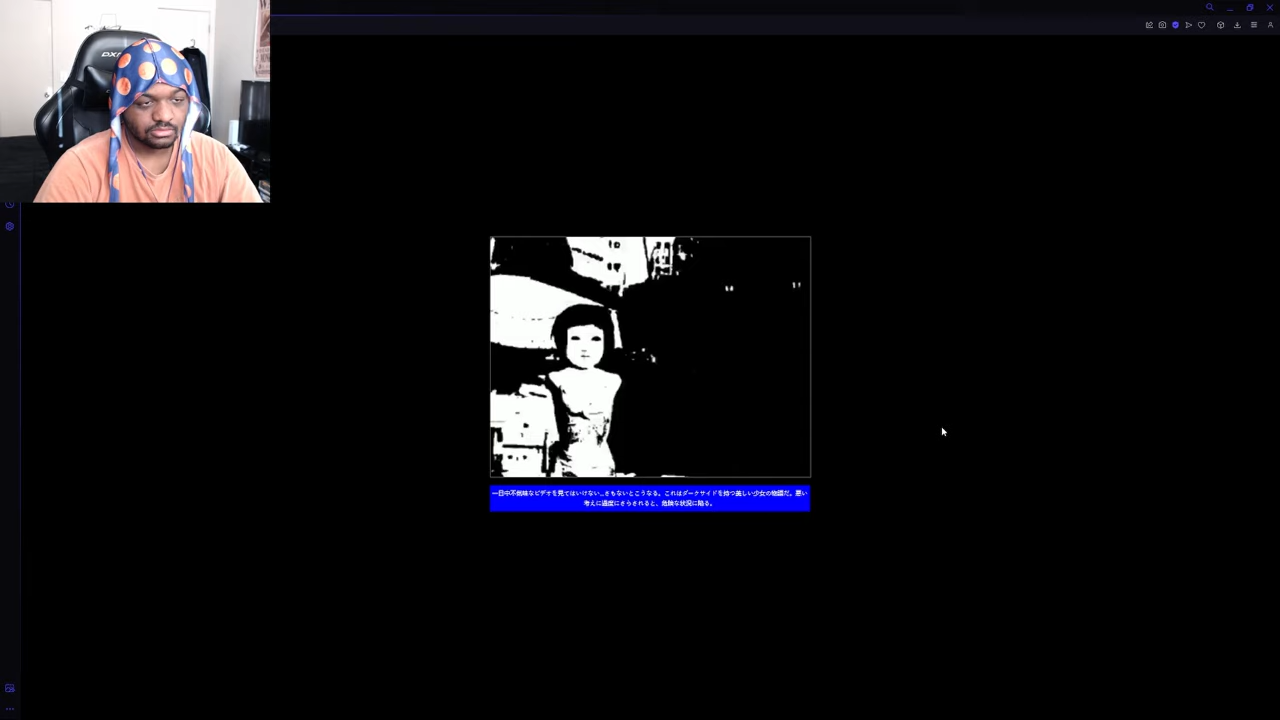 DXR
一日中不気味なビデオを見てはいけない...さもないとこうなる。これはダークサイドを持つ美しい少女の物語だ。悪い
考えに過度にさらされると、危険な状況に陥る。